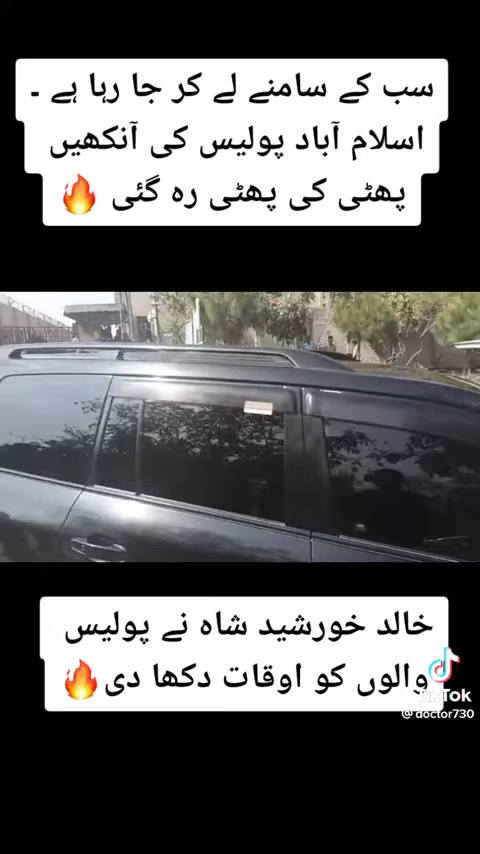 سب کے سامنے لے کر جا رہا ہے ۔
اسلام آباد پولیس کی آنکھیں
پھٹی کی پھٹی رہ گئی 🔥
خالد خورشید شاہ نے پولیس
والوں کو اوقات دکھا دی🔥
TikTok
@doctor730